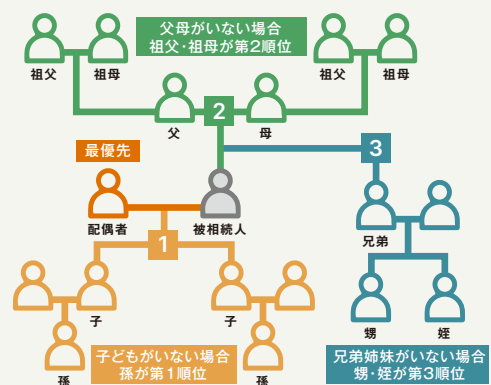 父母がいない場合
祖父・祖母が第2順位
祖父
祖母
祖父
祖母
父
2
母
最優先
3
配偶者
被相続人
兄弟
1
子
子
甥
姪
孫
子どもがいない場合
孫が第1順位
孫
兄弟姉妹がいない場合
甥・姪が第3順位